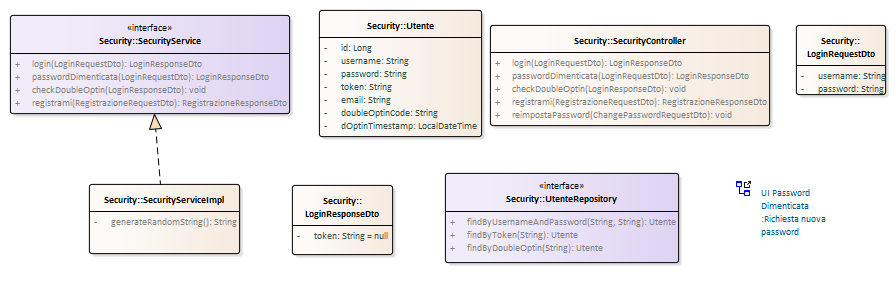 «interface»
Security::SecurityService
+ login(LoginRequestDto): LoginResponseDto
+ passwordDimenticata(LoginRequestDto): LoginResponseDto
+ checkDoubleOptin(LoginResponseDto): void
+ registrami(RegistrazioneRequestDto): RegistrazioneResponseDto
Security::Utente
- id: Long
- username: String
- password: String
- token: String
- email: String
- doubleOptinCode: String
- dOptinTimestamp: LocalDateTime
Security::SecurityController
+ login(LoginRequestDto): LoginResponseDto
+ passwordDimenticata(LoginRequestDto): LoginResponseDto
+ checkDoubleOptin(LoginResponseDto): void
+ registrami(RegistrazioneRequestDto): RegistrazioneResponseDto
+ reimpostaPassword(ChangePasswordRequestDto): void
Security::
LoginRequestDto
- username: String
- password: String
Security::SecurityServiceImpl
- generateRandomString(): String
Security::
LoginResponseDto
- token: String = null
«interface»
Security::UtenteRepository
+ findByUsernameAndPassword(String, String): Utente
+ findByToken(String): Utente
+ findByDoubleOptin(String): Utente
UI Password
Dimenticata
:Richiesta nuova
password